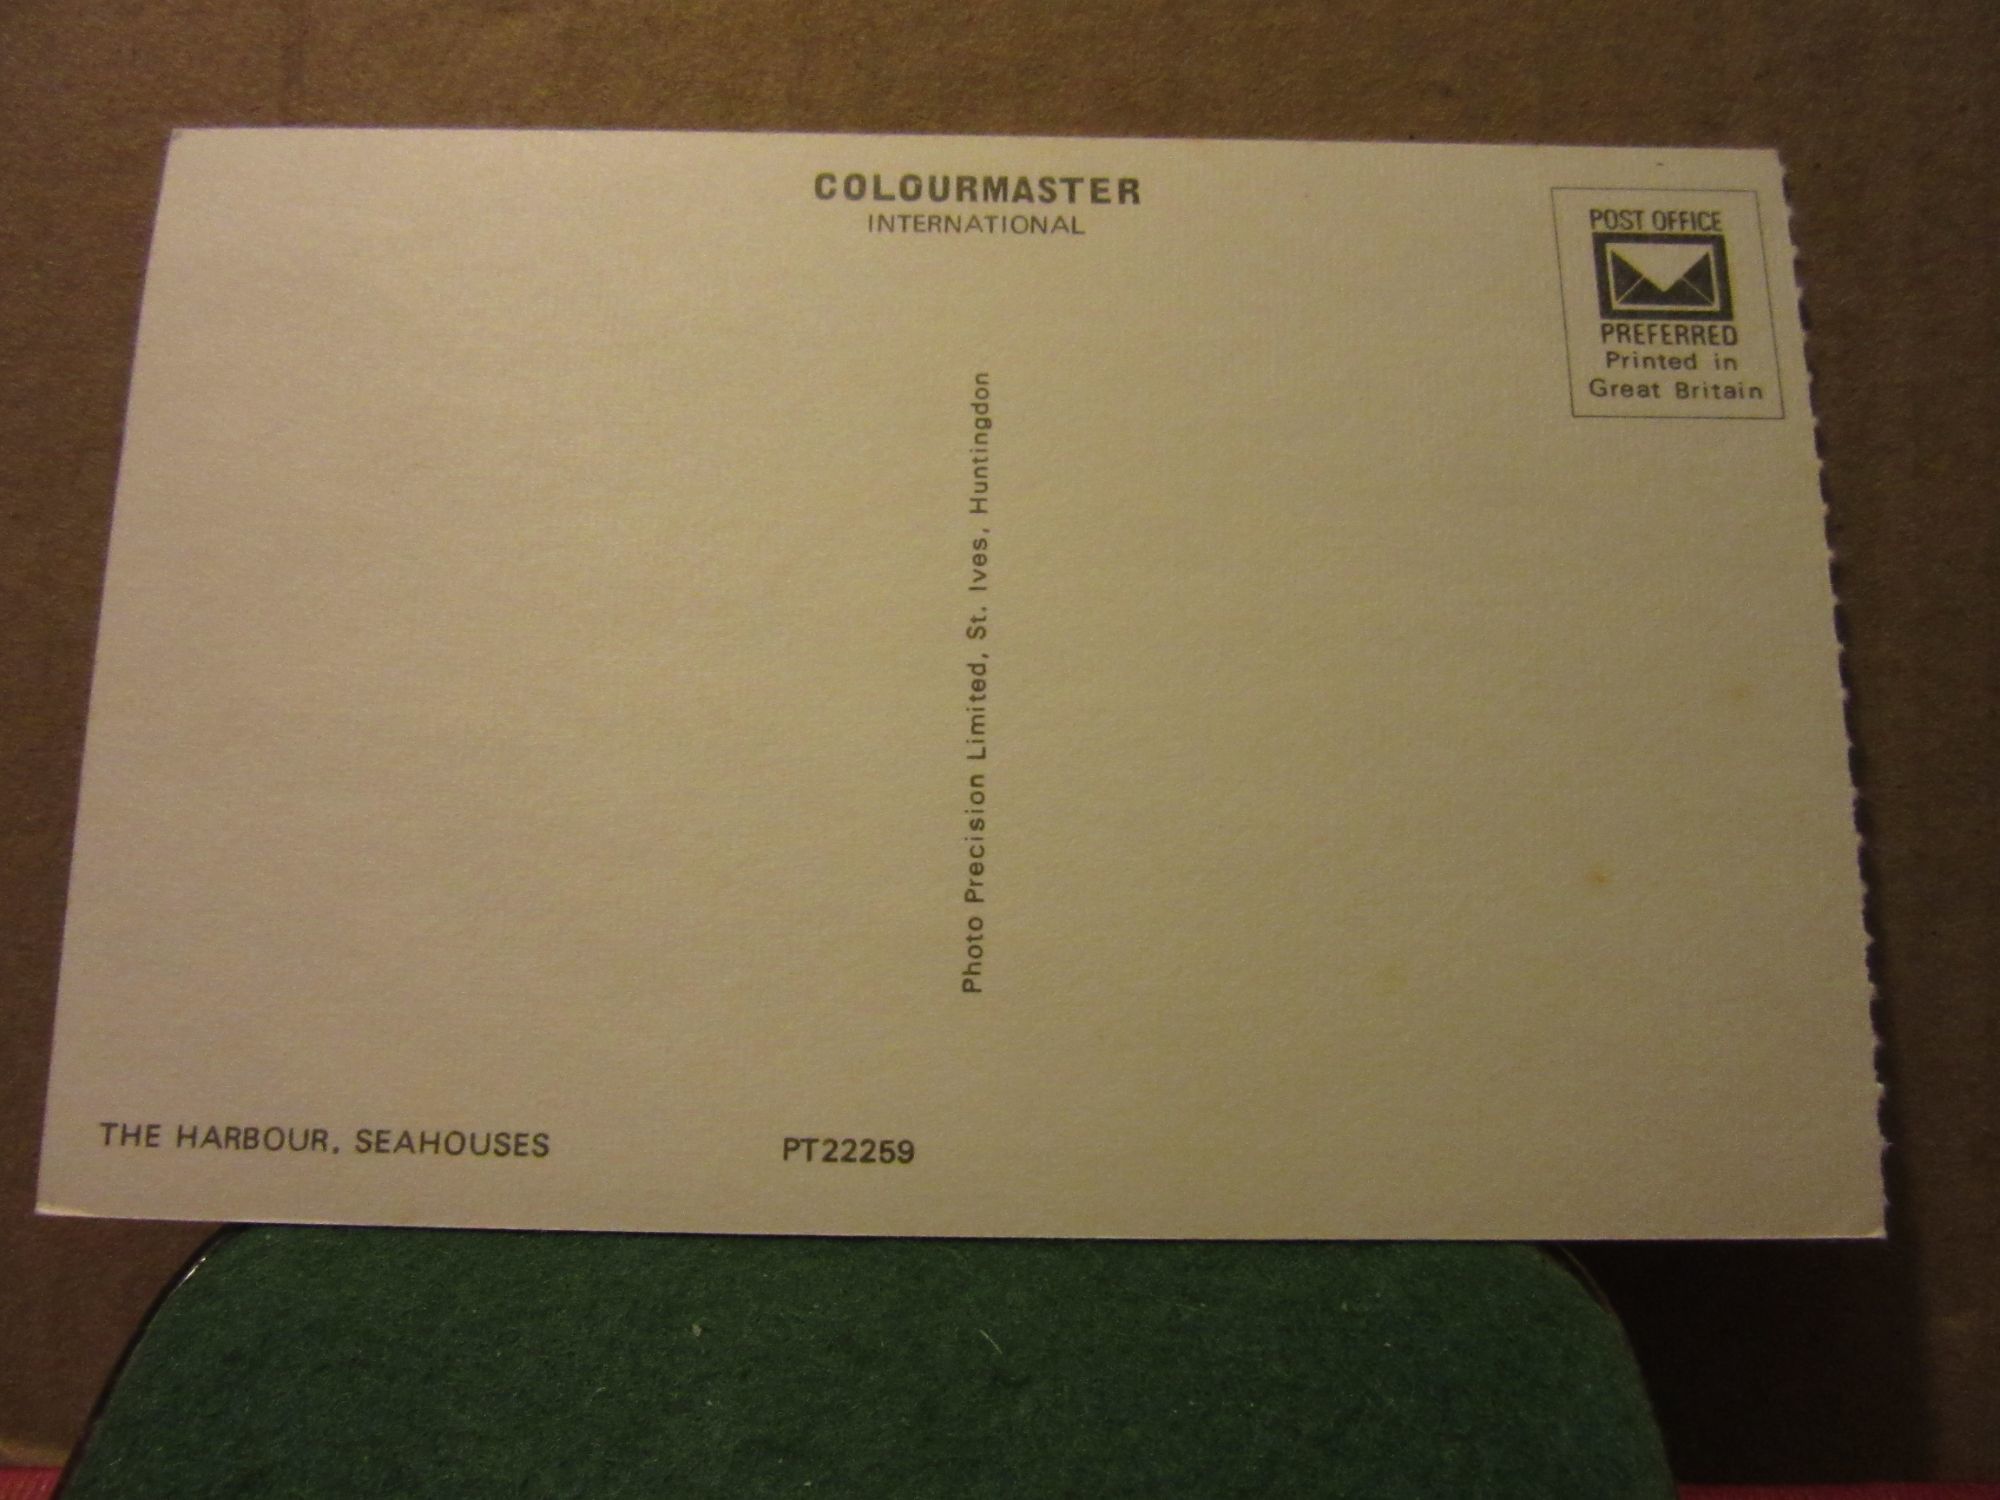 COLOURMASTER
INTERNATIONAL
POST OFFICE
PREFERRED
Printed in
Great Britain
Photo Precision Limited, St. Ives, Huntingdon
THE HARBOUR, SEAHOUSES
PT22259